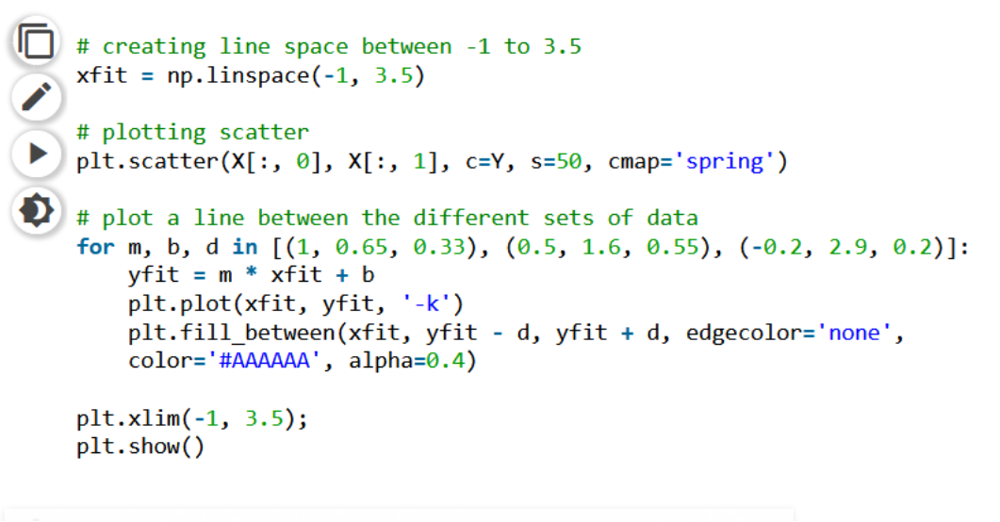 # creating line space between -1 to 3.5
xfit = np.linspace(-1, 3.5)
# plotting scatter
plt.scatter(X[:, 0], X[:, 1], c=Y, s=50, cmap='spring')
# plot a line between the different sets of data
for m, b, d in [(1, 0.65, 0.33), (0.5, 1.6, 0.55), (-0.2, 2.9, 0.2)]:
    yfit = m * xfit + b
    plt.plot(xfit, yfit, '-k')
    plt.fill_between(xfit, yfit - d, yfit + d, edgecolor='none',
    color='#AAAAAA', alpha=0.4)
plt.xlim(-1, 3.5);
plt.show()